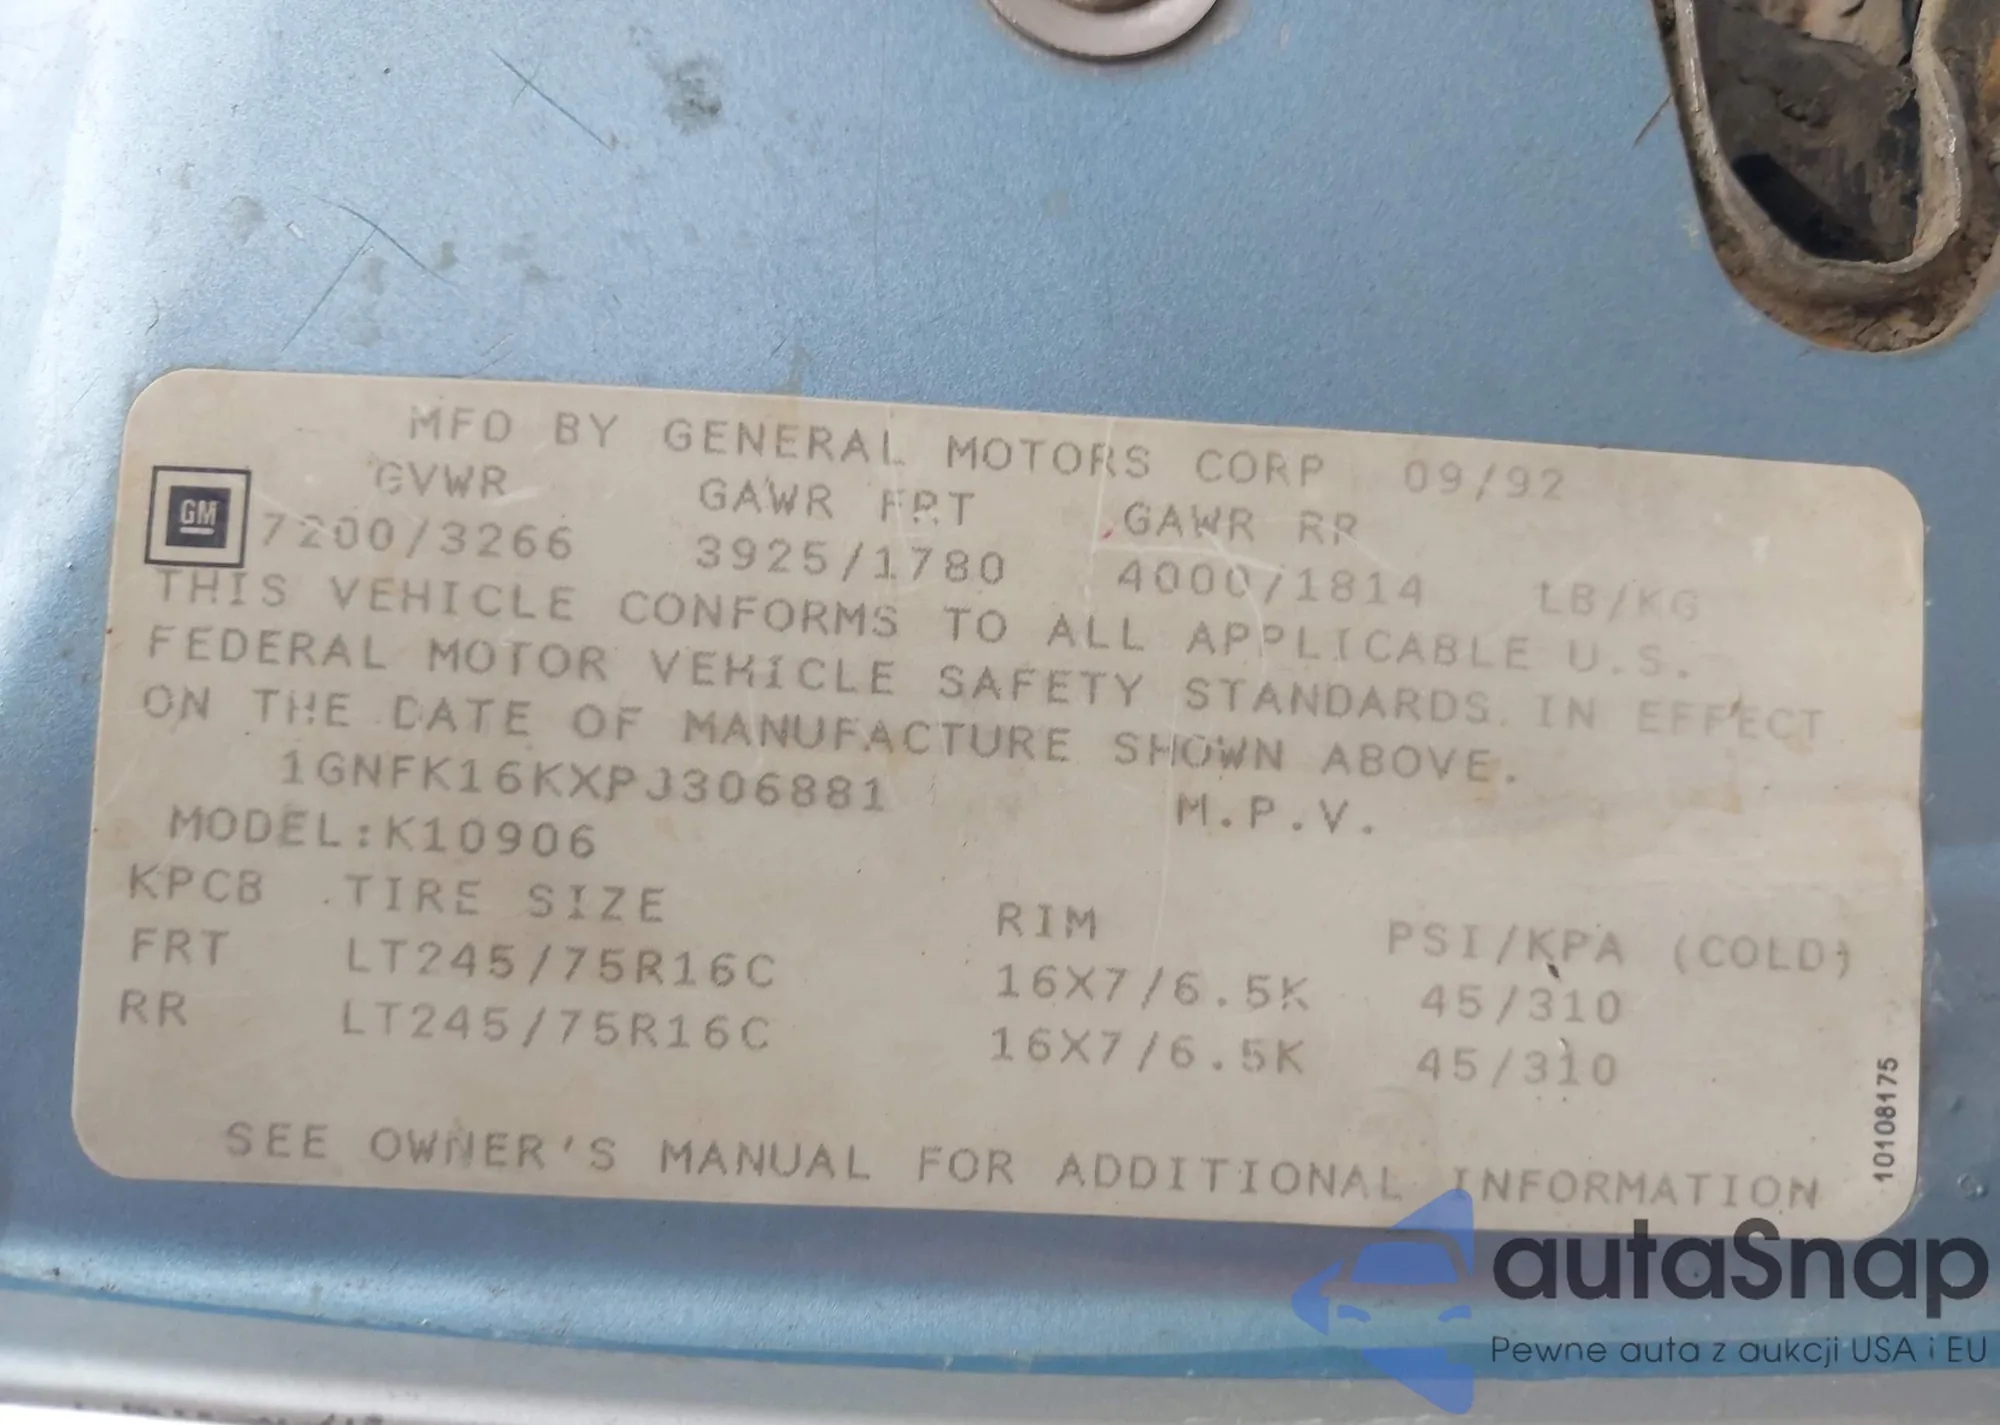 MFD BY GENERAL MOTORS CORP 09/92
GVWR GAWR FRT GAWR RR
GM
7200/3266 3925/1780 4000/1814 LB/KG
THIS VEHICLE CONFORMS TO ALL APPLICABLE U.S.
FEDERAL MOTOR VEHICLE SAFETY STANDARDS IN EFFECT
ON THE DATE OF MANUFACTURE SHOWN ABOVE.
1GNFK16KXPJ306881 M.P.V.
MODEL:K10906
KPCB TIRE SIZE RIM PSI/KPA (COLD)
FRT LT245/75R16C 16X7/6.5K 45/310
RR LT245/75R16C 16X7/6.5K 45/310
SEE OWNER'S MANUAL FOR ADDITIONAL INFORMATION
10108175
autaSnap
Pewne auta z aukcji USA i EU